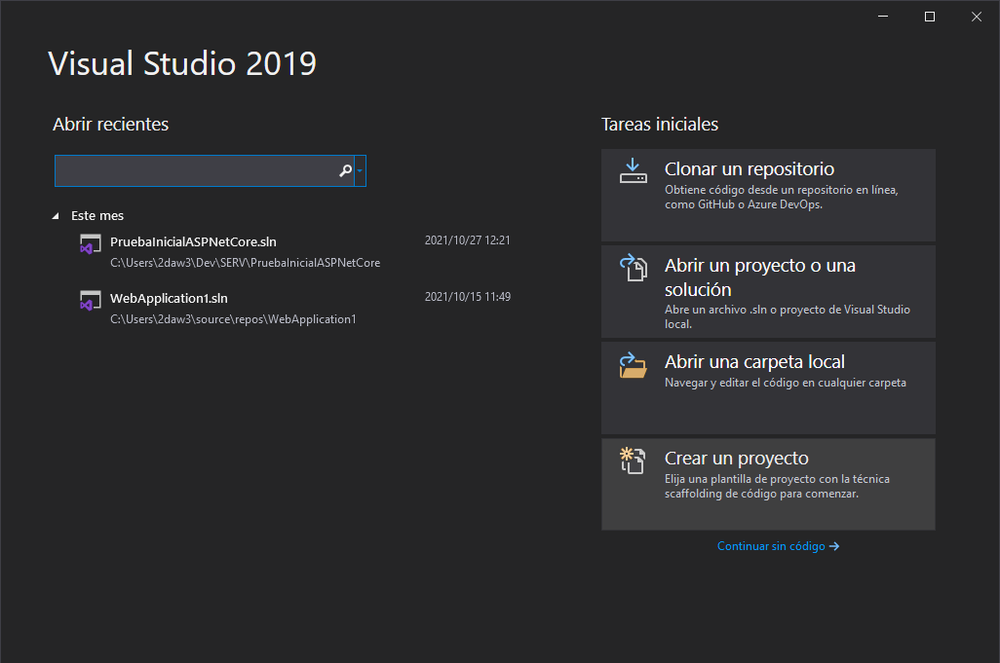 Visual Studio 2019
Abrir recientes
Este mes
PruebaInicialASPNetCore.sln
2021/10/27 12:21
C:\Users\2daw3\Dev\SERV\PruebaInicialASPNetCore
WebApplication1.sln
2021/10/15 11:49
C:\Users\2daw3\source\repos\WebApplication1
Tareas iniciales
Clonar un repositorio
Obtiene código desde un repositorio en línea,
como GitHub o Azure DevOps.
Abrir un proyecto o una
solución
Abre un archivo .sln o proyecto de Visual Studio
local.
Abrir una carpeta local
Navegar y editar el código en cualquier carpeta
Crear un proyecto
Elija una plantilla de proyecto con la técnica
scaffolding de código para comenzar.
Continuar sin código